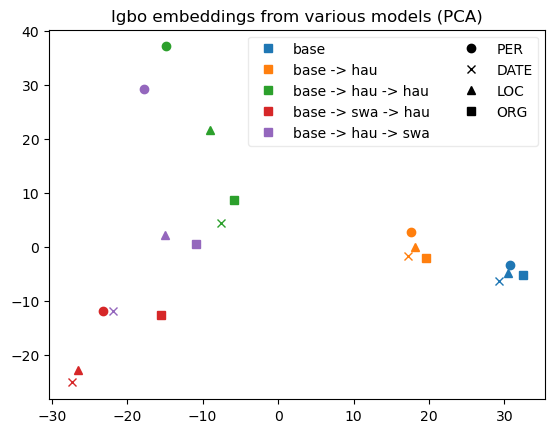 Igbo embeddings from various models (PCA)
base
base -> hau
base -> hau -> hau
base -> swa -> hau
base -> hau -> swa
PER
DATE
LOC
ORG
40
30
20
10
0
−10
−20
−30
−20
−10
0
10
20
30